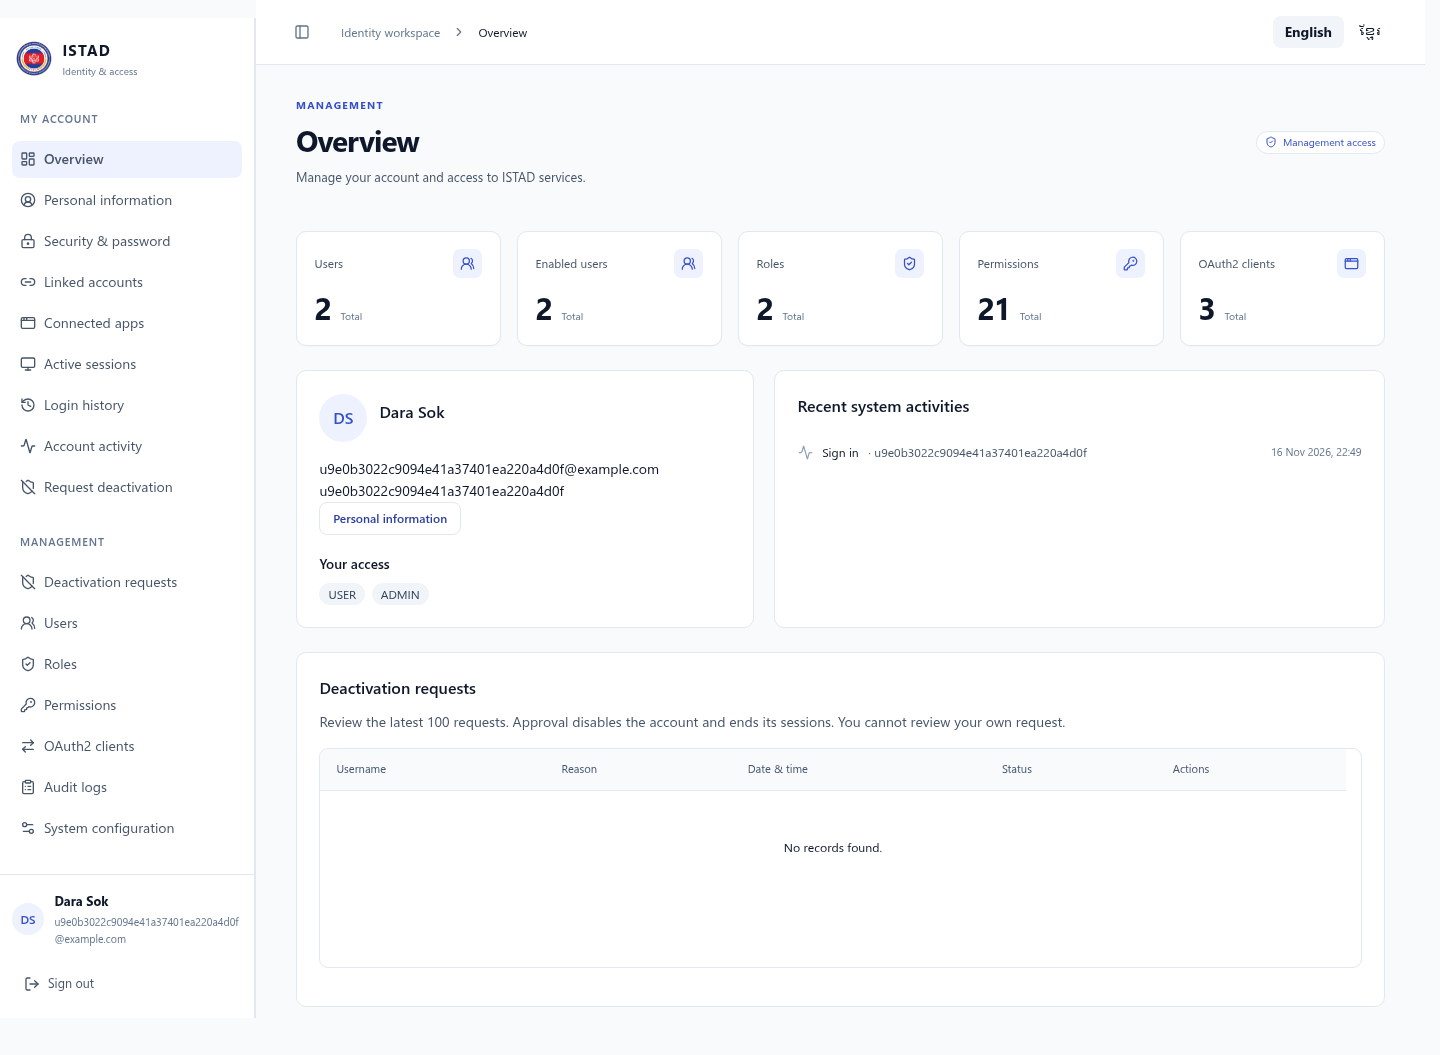 ISTAD
Identity & access
MY ACCOUNT
Overview
Personal information
Security & password
Linked accounts
Connected apps
Active sessions
Login history
Account activity
Request deactivation
MANAGEMENT
Deactivation requests
Users
Roles
Permissions
OAuth2 clients
Audit logs
System configuration
DS
Dara Sok
u9e0b3022c9094e41a37401ea220a4d0f
@example.com
Sign out
Identity workspace > Overview
English ខ្មែរ
MANAGEMENT
Overview
Management access
Manage your account and access to ISTAD services.
Users
2 Total
Enabled users
2 Total
Roles
2 Total
Permissions
21 Total
OAuth2 clients
3 Total
DS
Dara Sok
u9e0b3022c9094e41a37401ea220a4d0f@example.com
u9e0b3022c9094e41a37401ea220a4d0f
Personal information
Your access
USER ADMIN
Recent system activities
Sign in · u9e0b3022c9094e41a37401ea220a4d0f 16 Nov 2026, 22:49
Deactivation requests
Review the latest 100 requests. Approval disables the account and ends its sessions. You cannot review your own request.
Username Reason Date & time Status Actions
No records found.